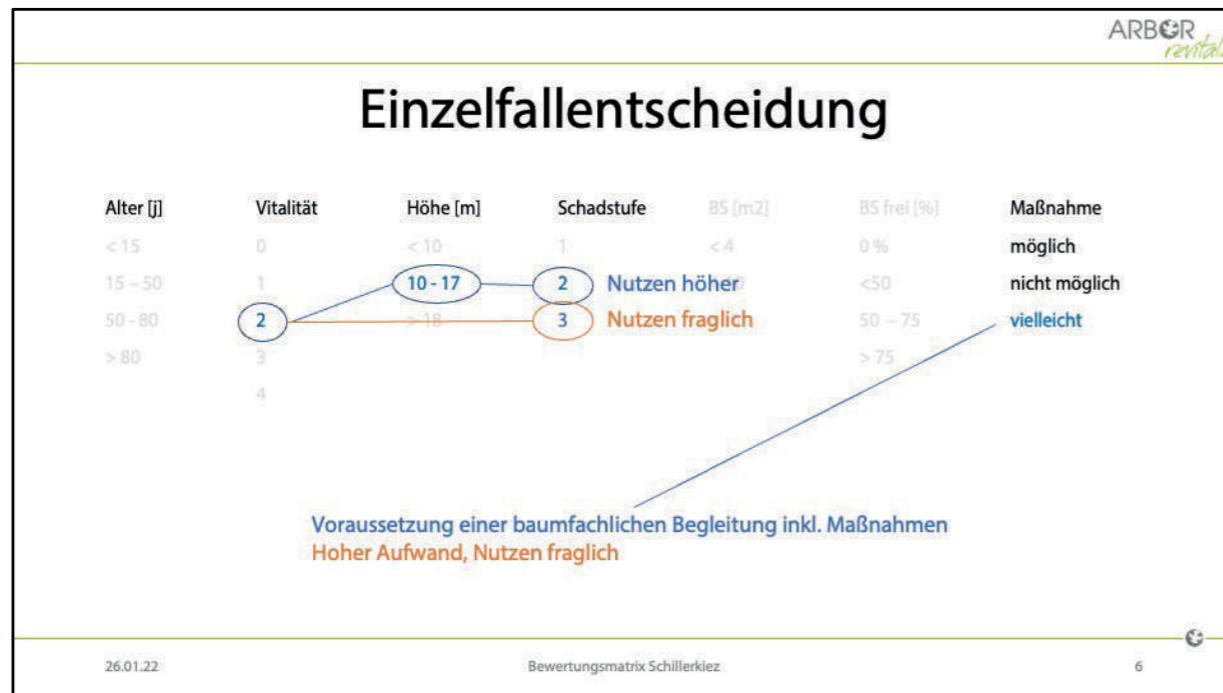 ARBOR
revital
Einzelfallentscheidung
Alter [j] Vitalität Höhe [m] Schadstufe BS [m2] BS frei [%] Maßnahme
< 15 0 < 10 1 < 4 0 % möglich
15 – 50 1 10 - 17 2 Nutzen höher <50 nicht möglich
50 - 80 2 > 18 3 Nutzen fraglich 50 – 75 vielleicht
> 80 3 > 75
4
Voraussetzung einer baumfachlichen Begleitung inkl. Maßnahmen
Hoher Aufwand, Nutzen fraglich
26.01.22 Bewertungsmatrix Schillerkiez 6